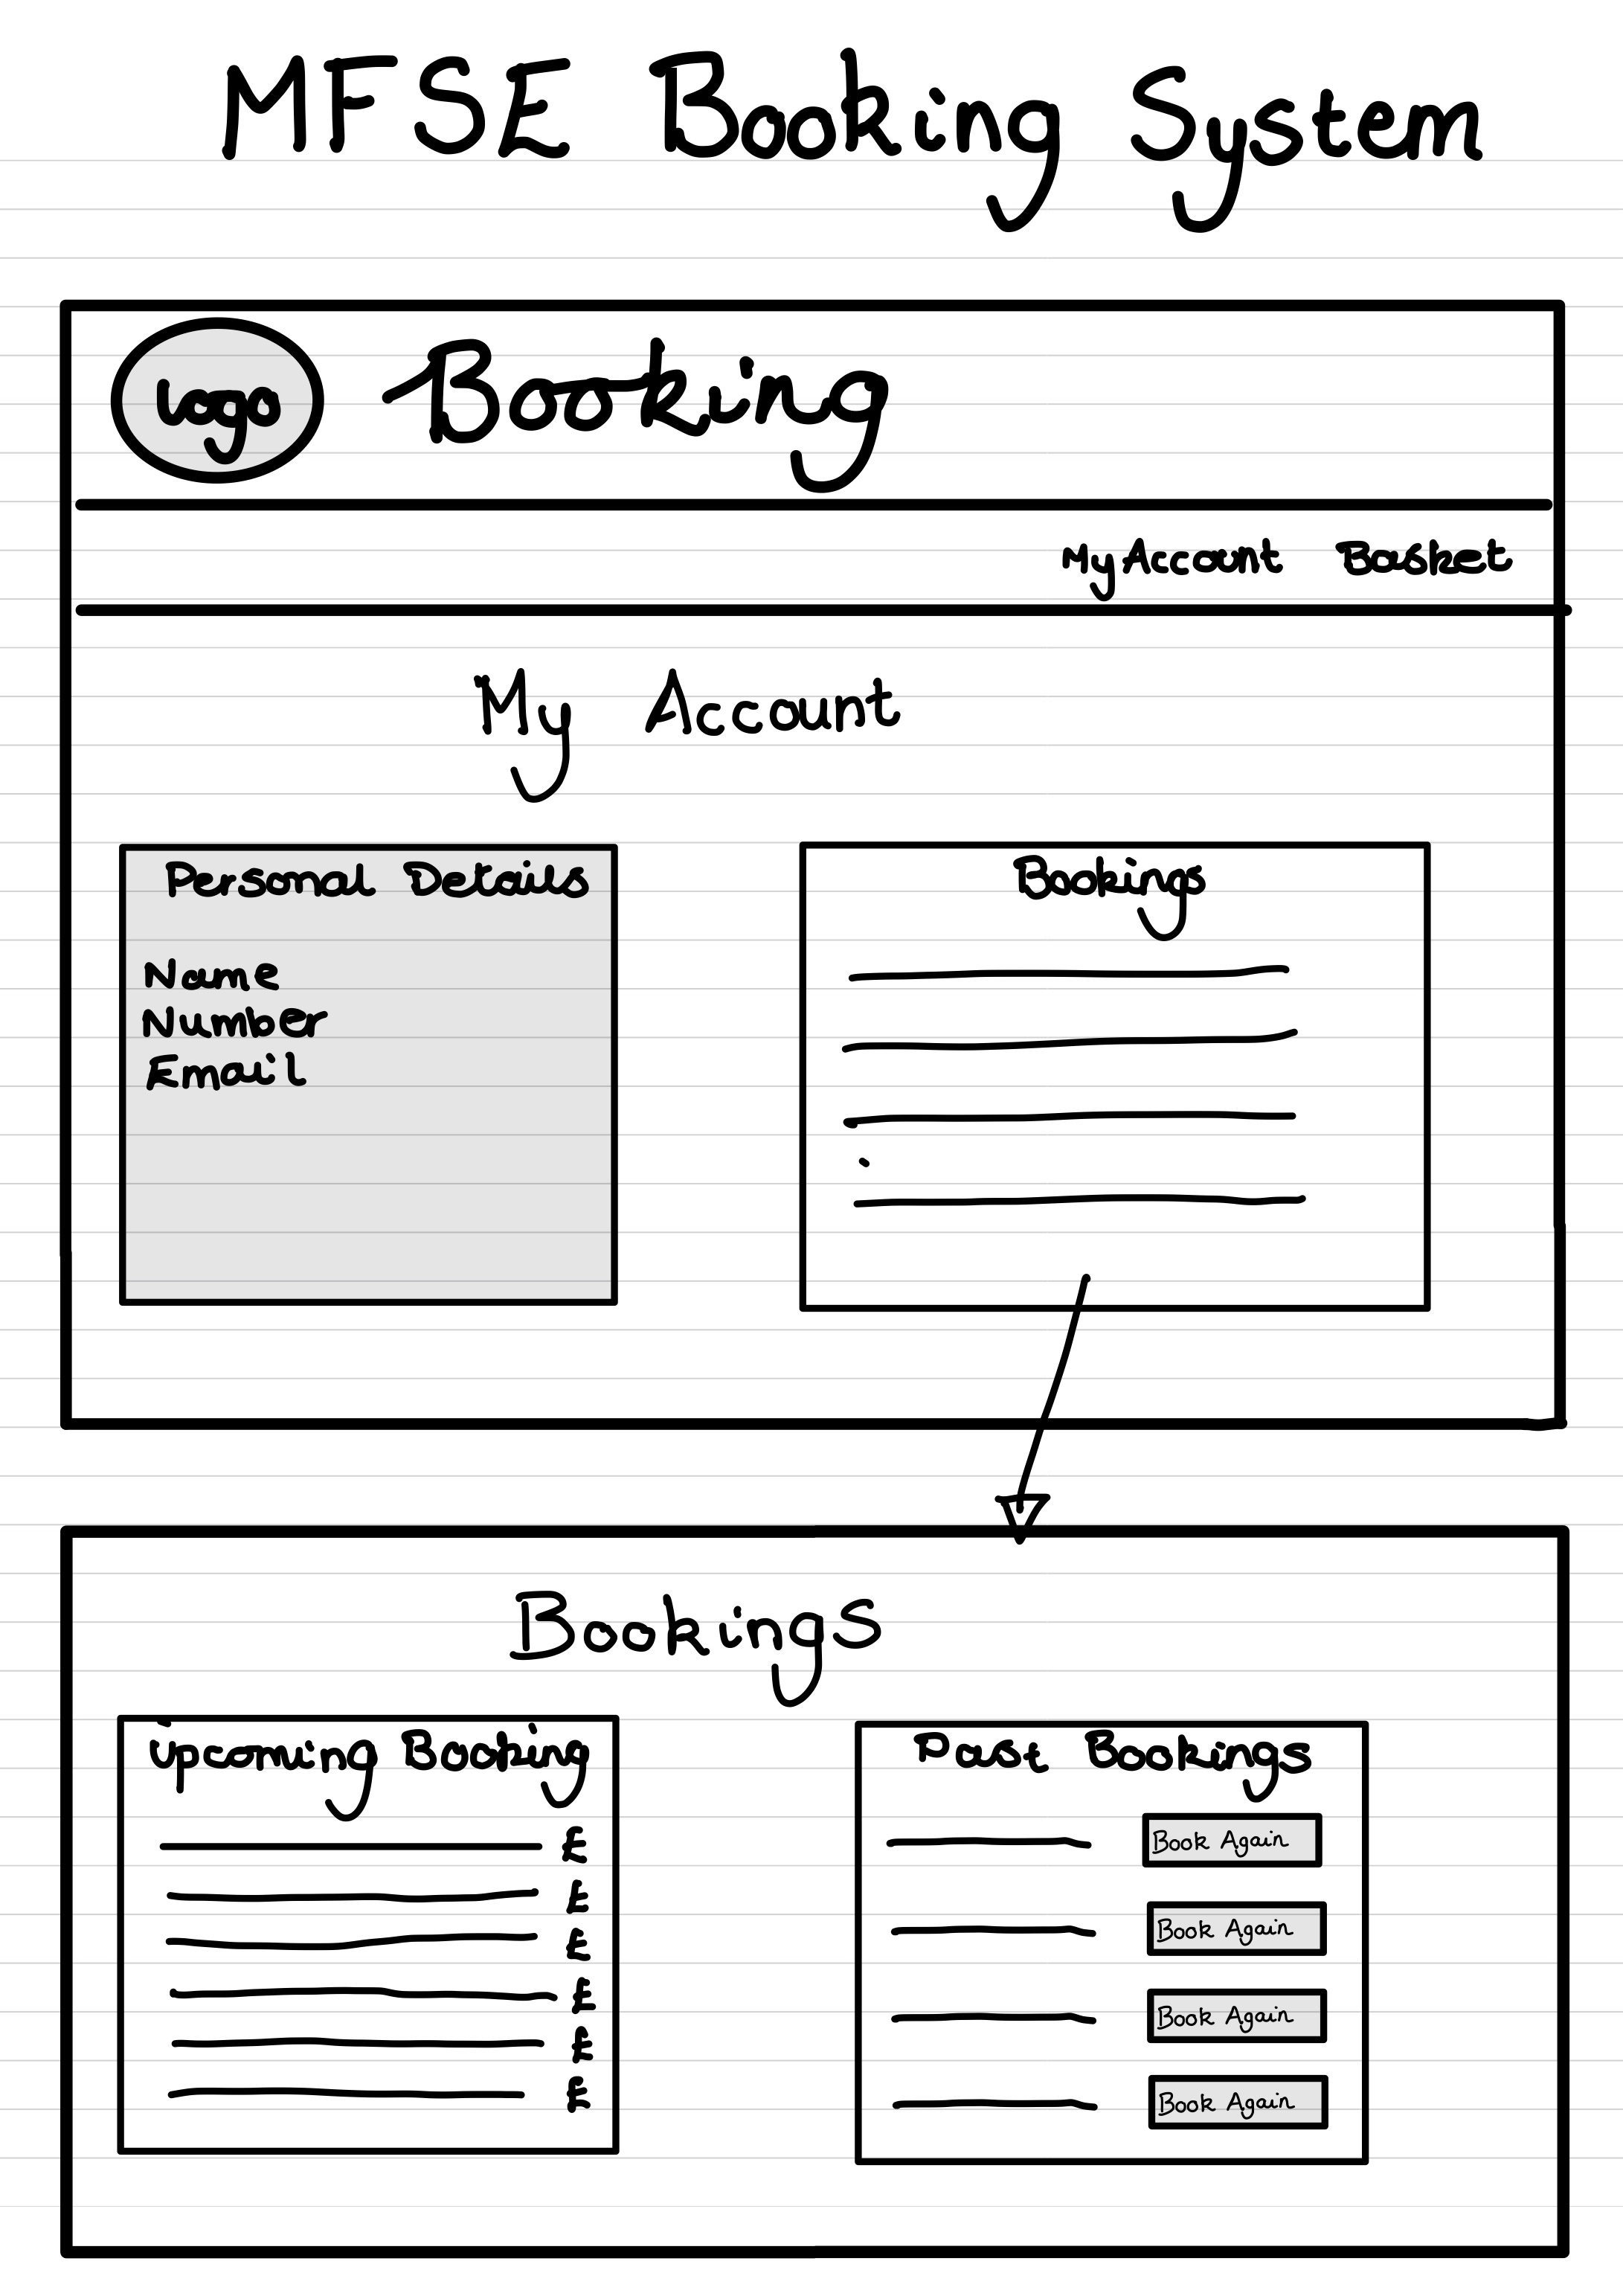 MFSE Booking System
Logo
Booking
My Account Basket
My Account
Personal Details
Name
Number
Email
Bookings
Bookings
Upcoming Booking
£
£
£
£
£
£
Past Bookings
Book Again
Book Again
Book Again
Book Again